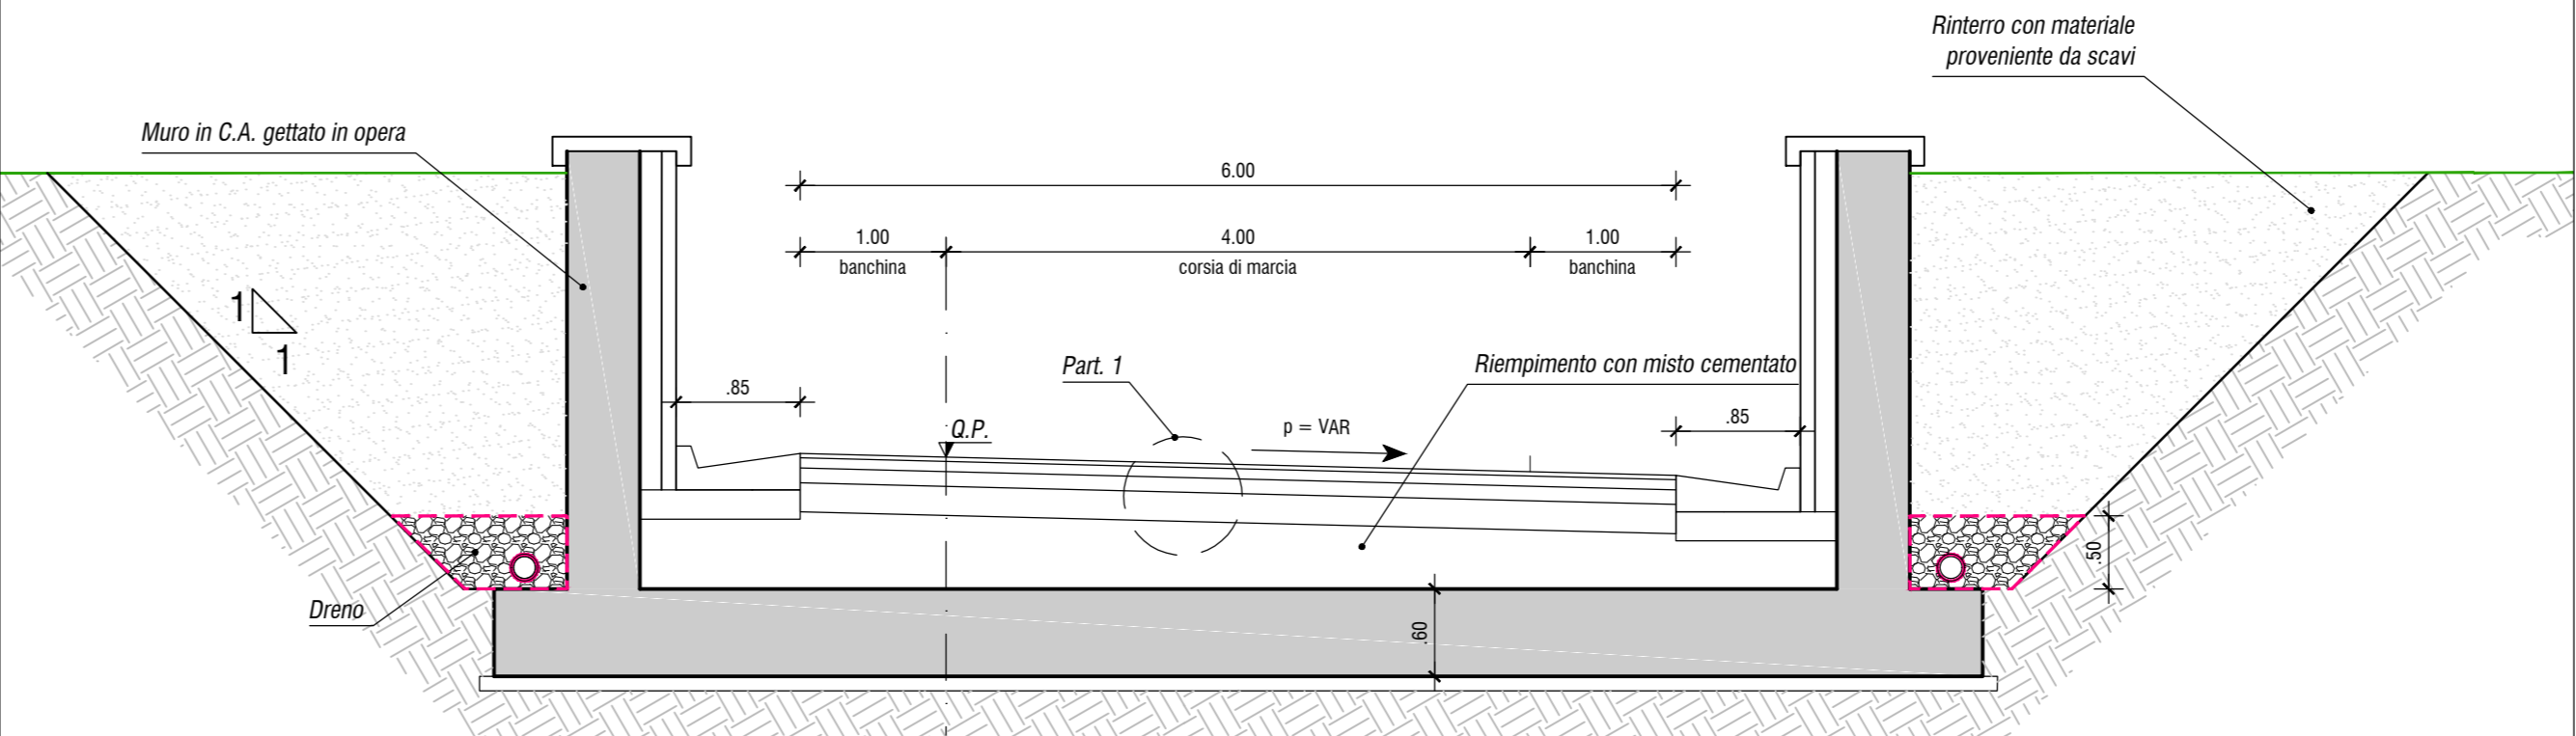 Rinterro con materiale
proveniente da scavi
Muro in C.A. gettato in opera
6.00
1.00
4.00
1.00
banchina
corsia di marcia
banchina
1
1
Part. 1
Riempimento con misto cementato
.85
.85
Q.P.
p = VAR
.50
Dreno
.60